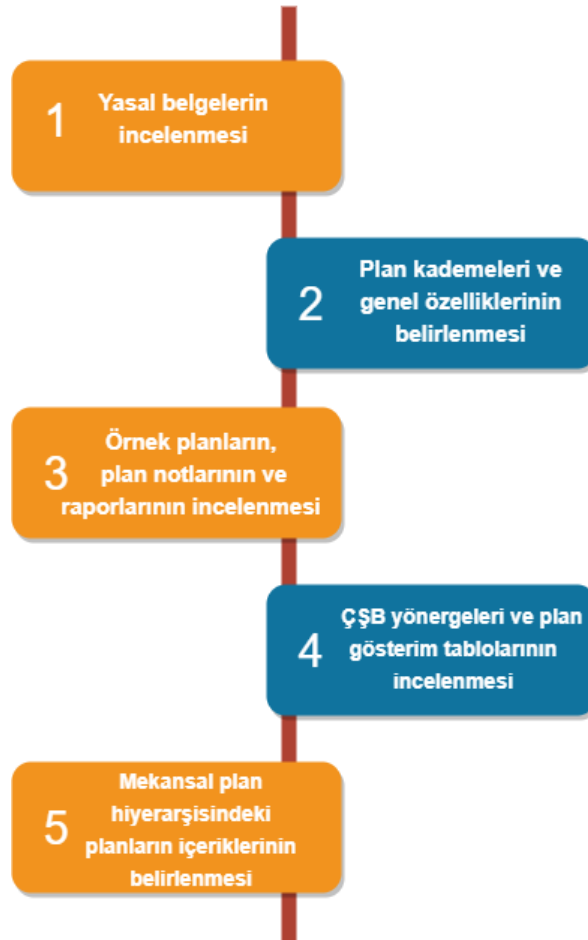 1
Yasal belgelerin
incelenmesi
2
Plan kademeleri ve
genel özelliklerinin
belirlenmesi
3
Örnek planların,
plan notlarının ve
raporlarının incelenmesi
4
ÇŞB yönergeleri ve plan
gösterim tablolarının
incelenmesi
5
Mekansal plan
hiyerarşisindeki
planların içeriklerinin
belirlenmesi